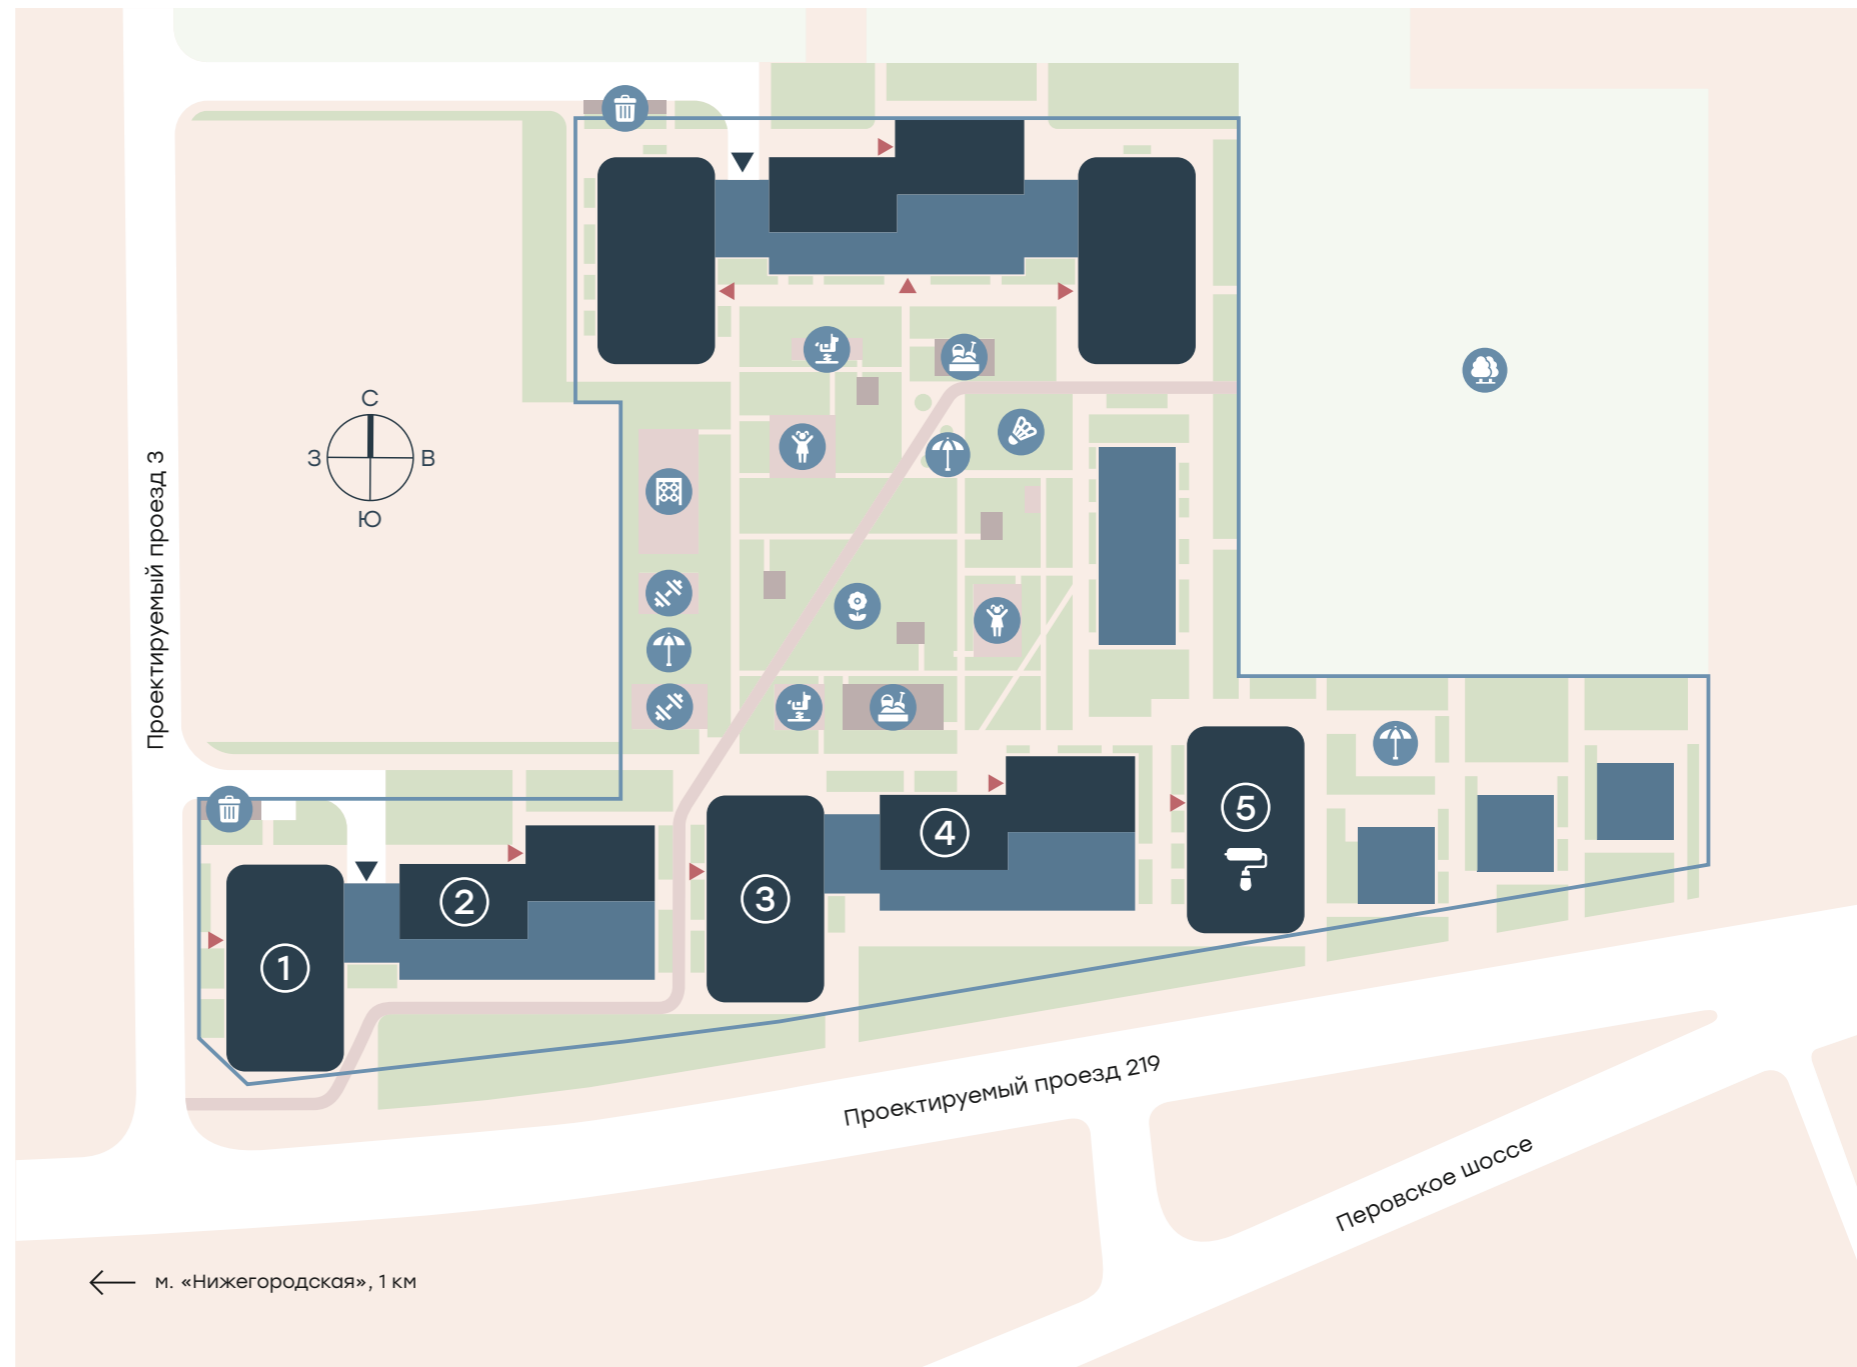 С
З
В
Ю
Проектируемый проезд 3
5
4
3
2
1
Проектируемый проезд 219
Перовское шоссе
м. «Нижегородская», 1 км